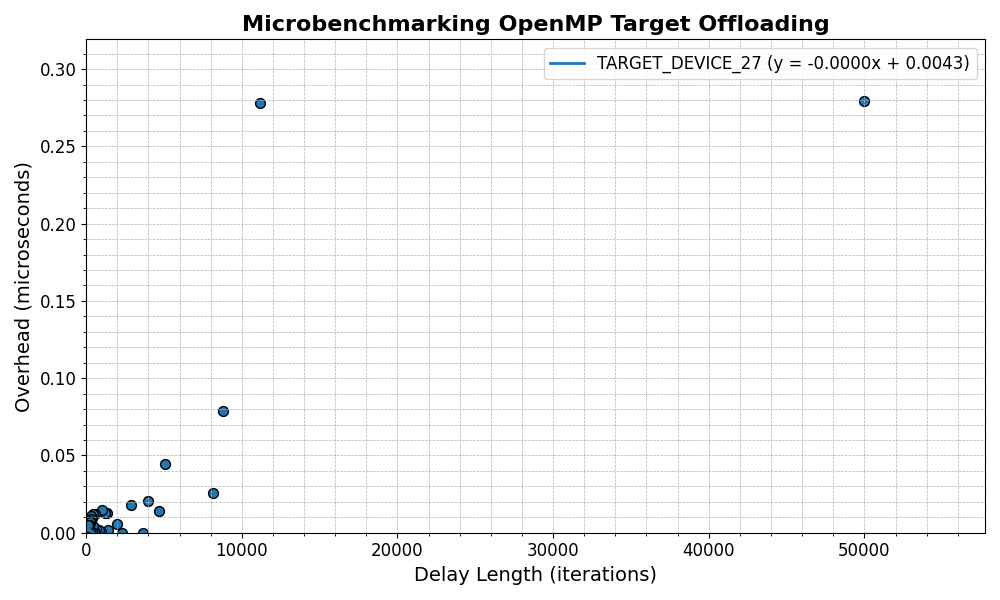 Microbenchmarking OpenMP Target Offloading
TARGET_DEVICE_27 (y = -0.0000x + 0.0043)
Overhead (microseconds)
0.30
0.25
0.20
0.15
0.10
0.05
0.00
0 10000 20000 30000 40000 50000
Delay Length (iterations)